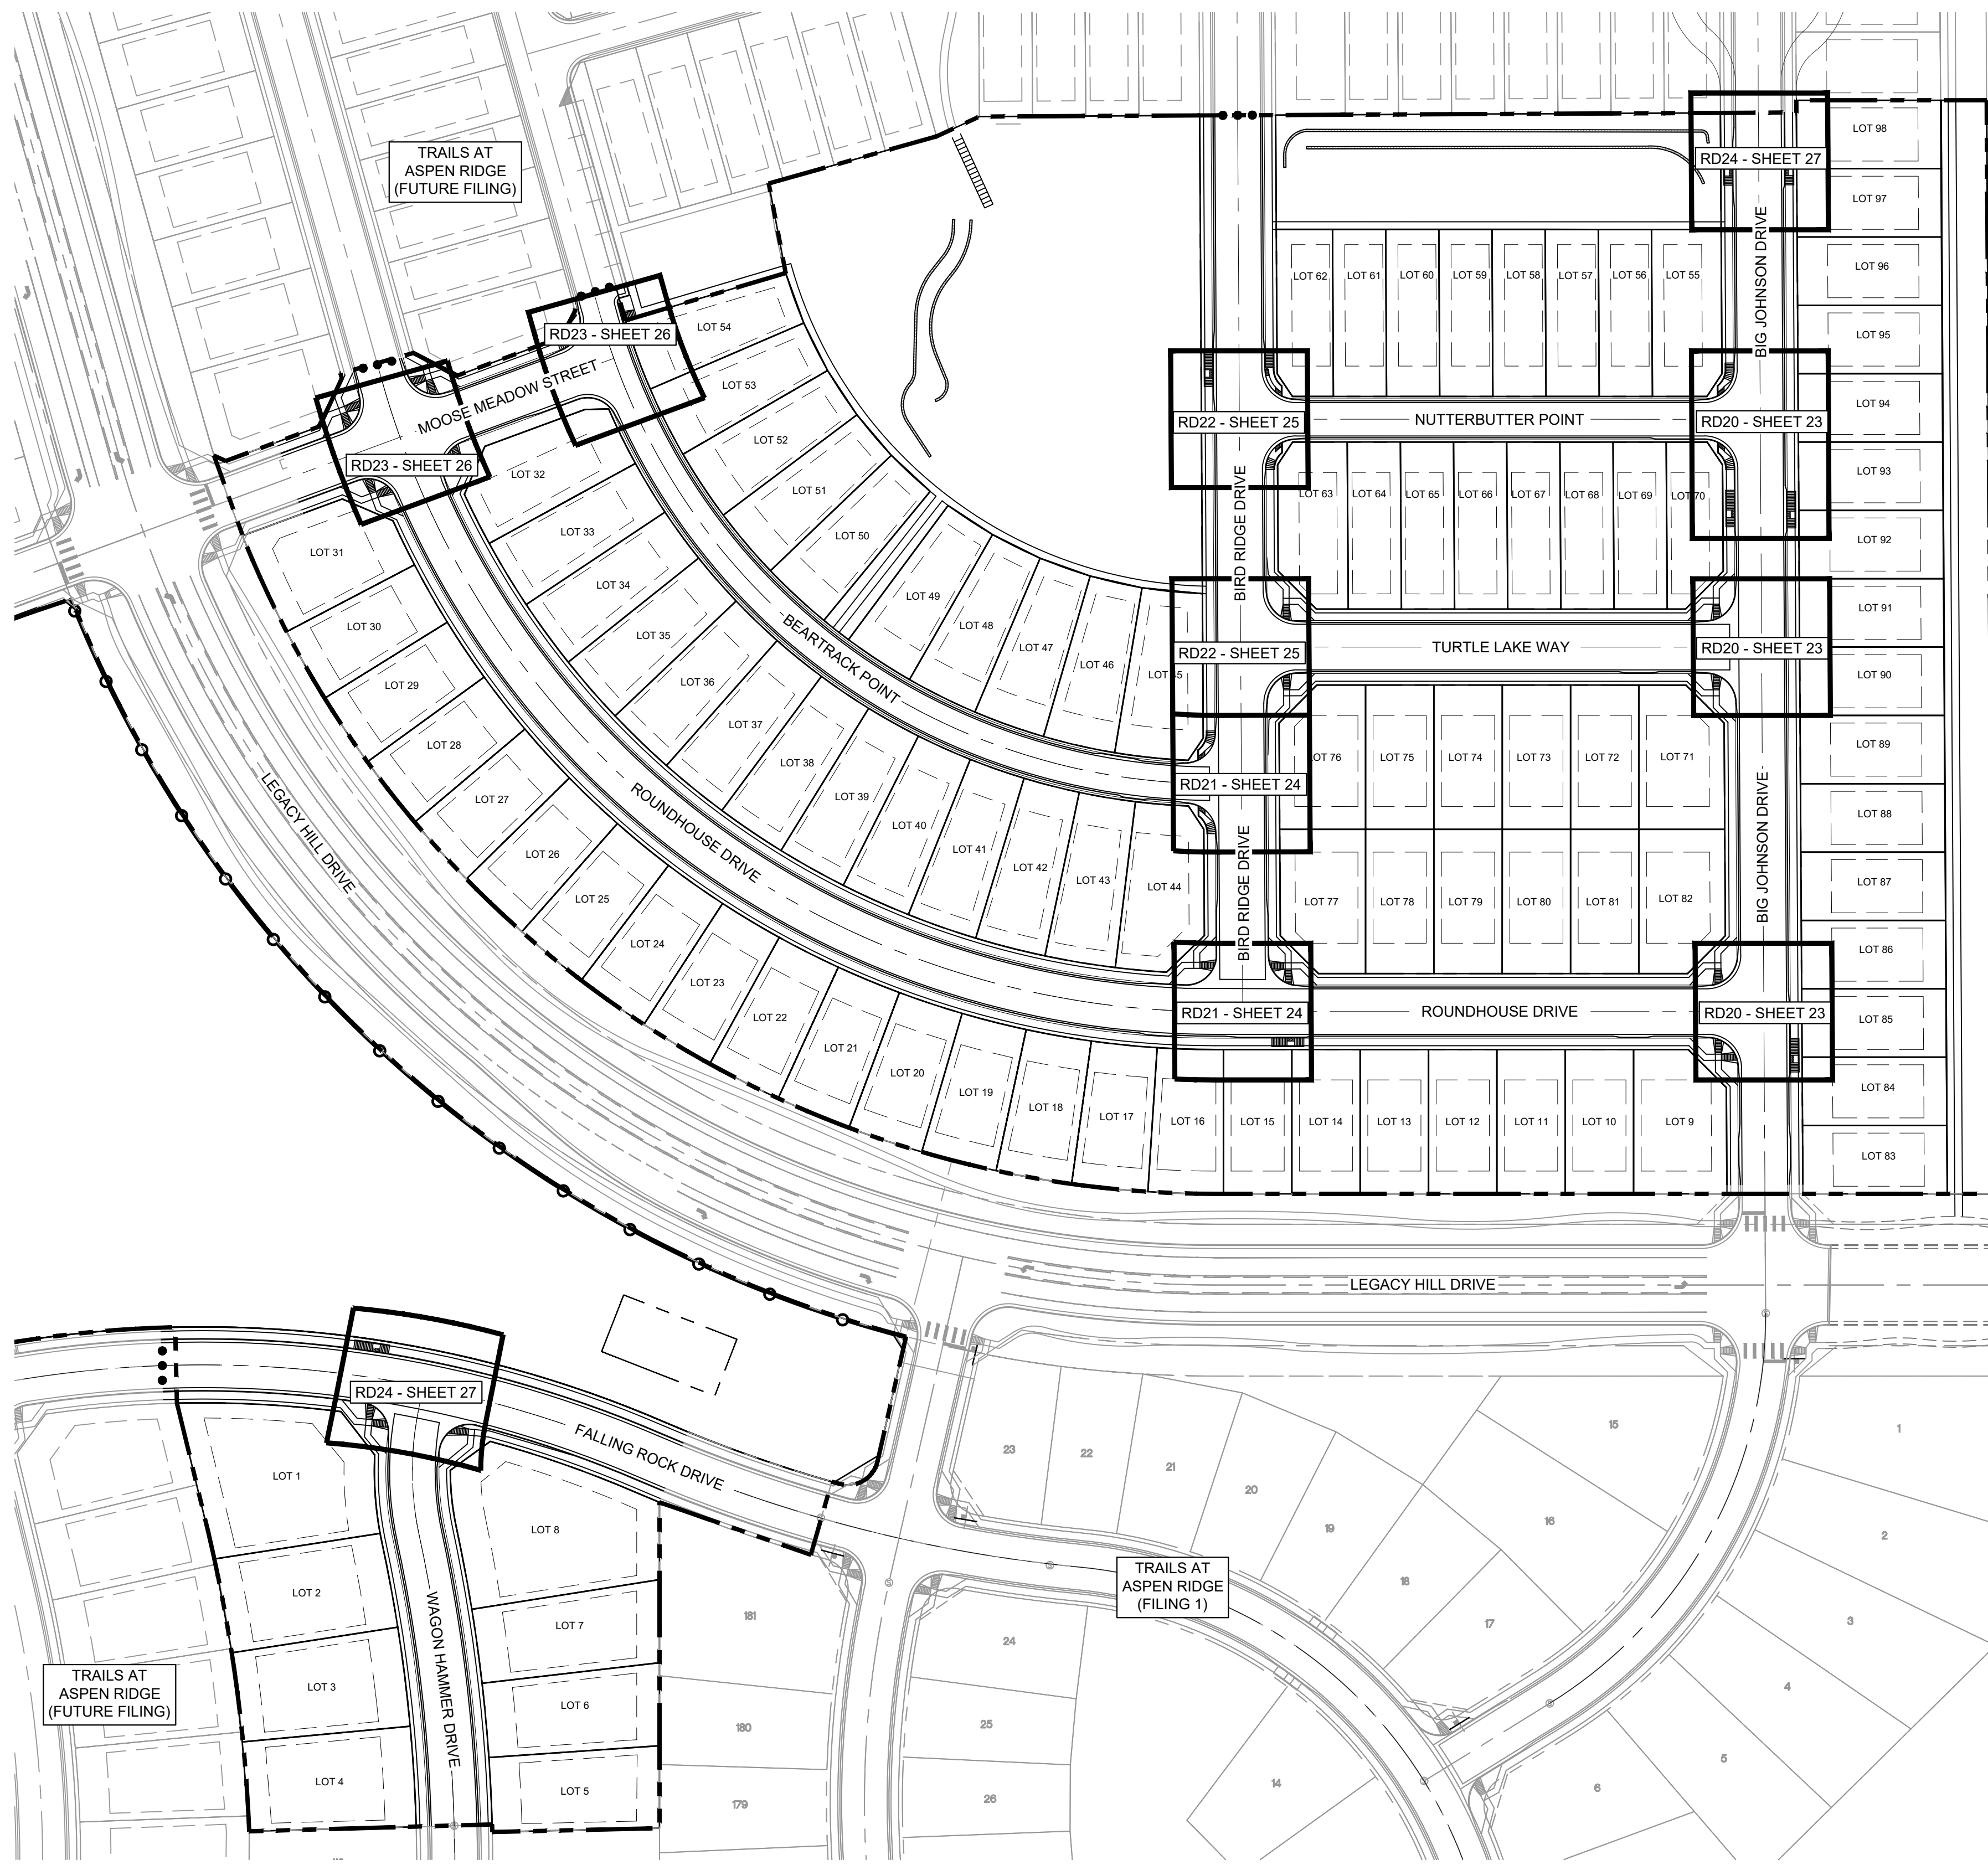 TRAILS AT
ASPEN RIDGE
(FUTURE FILING)
RD24 - SHEET 27
LOT 98
LOT 97
LOT 96
LOT 95
LOT 94
LOT 93
LOT 92
LOT 91
LOT 90
LOT 89
LOT 88
LOT 87
LOT 86
LOT 85
LOT 84
LOT 83
BIG JOHNSON DRIVE
LOT 62
LOT 61
LOT 60
LOT 59
LOT 58
LOT 57
LOT 56
LOT 55
RD23 - SHEET 26
LOT 54
MOOSE MEADOW STREET
LOT 53
RD22 - SHEET 25
NUTTERBUTTER POINT
RD20 - SHEET 23
RD23 - SHEET 26
LOT 32
LOT 52
LOT 51
LOT 50
BIRD RIDGE DRIVE
LOT 63
LOT 64
LOT 65
LOT 66
LOT 67
LOT 68
LOT 69
LOT 70
LOT 31
LOT 33
LOT 34
LOT 49
LOT 48
LOT 47
LOT 46
LOT 45
LOT 30
LOT 35
BEARTRACK POINT
RD22 - SHEET 25
TURTLE LAKE WAY
RD20 - SHEET 23
LOT 29
LOT 36
LOT 28
LOT 37
LOT 38
LOT 39
LOT 40
LOT 41
LOT 42
LOT 43
LOT 44
RD21 - SHEET 24
LOT 76
LOT 75
LOT 74
LOT 73
LOT 72
LOT 71
LEGACY HILL DRIVE
ROUNDHOUSE DRIVE
BIRD RIDGE DRIVE
BIG JOHNSON DRIVE
LOT 27
LOT 26
LOT 25
LOT 24
LOT 23
LOT 22
LOT 21
LOT 20
LOT 19
LOT 18
LOT 17
LOT 77
LOT 78
LOT 79
LOT 80
LOT 81
LOT 82
RD21 - SHEET 24
ROUNDHOUSE DRIVE
RD20 - SHEET 23
LOT 16
LOT 15
LOT 14
LOT 13
LOT 12
LOT 11
LOT 10
LOT 9
LEGACY HILL DRIVE
RD24 - SHEET 27
FALLING ROCK DRIVE
LOT 1
LOT 8
LOT 2
LOT 7
LOT 3
LOT 6
LOT 4
LOT 5
WAGON HAMMER DRIVE
TRAILS AT
ASPEN RIDGE
(FUTURE FILING)
TRAILS AT
ASPEN RIDGE
(FILING 1)
23
22
21
20
19
18
17
16
15
1
2
3
4
5
6
14
181
180
179
24
25
26